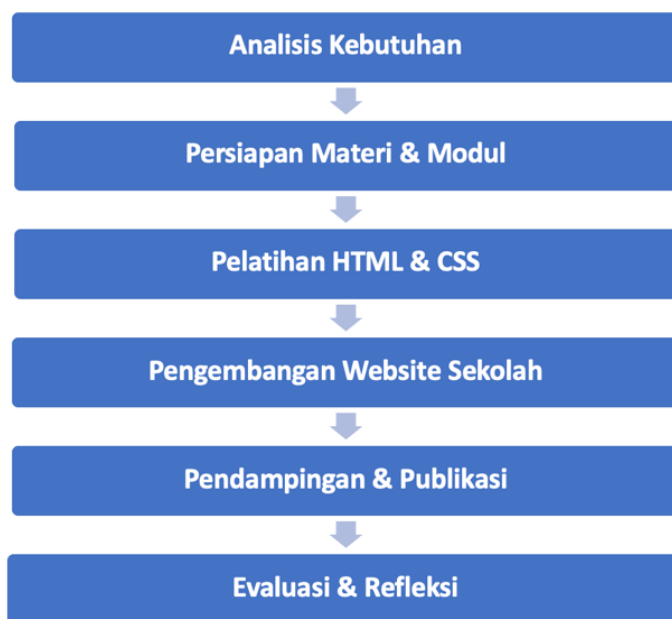 Analisis Kebutuhan
Persiapan Materi & Modul
Pelatihan HTML & CSS
Pengembangan Website Sekolah
Pendampingan & Publikasi
Evaluasi & Refleksi